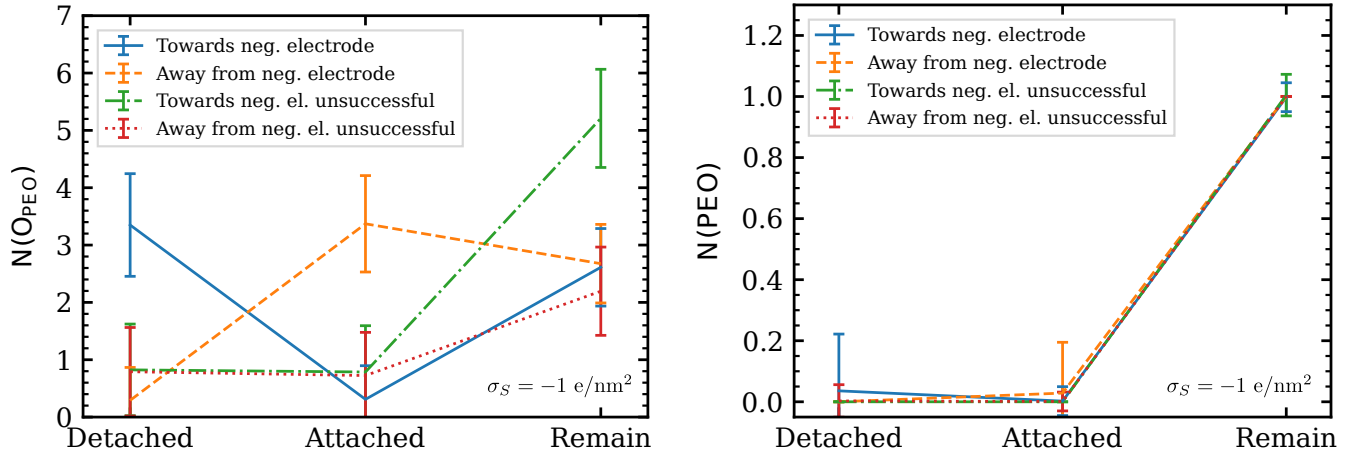 7
6
5
4
3
2
1
0
N(O_PEO)
Towards neg. electrode
Away from neg. electrode
Towards neg. el. unsuccessful
Away from neg. el. unsuccessful
σ_S = −1 e/nm²
Detached Attached Remain
1.2
1.0
0.8
0.6
0.4
0.2
0.0
N(PEO)
Towards neg. electrode
Away from neg. electrode
Towards neg. el. unsuccessful
Away from neg. el. unsuccessful
σ_S = −1 e/nm²
Detached Attached Remain